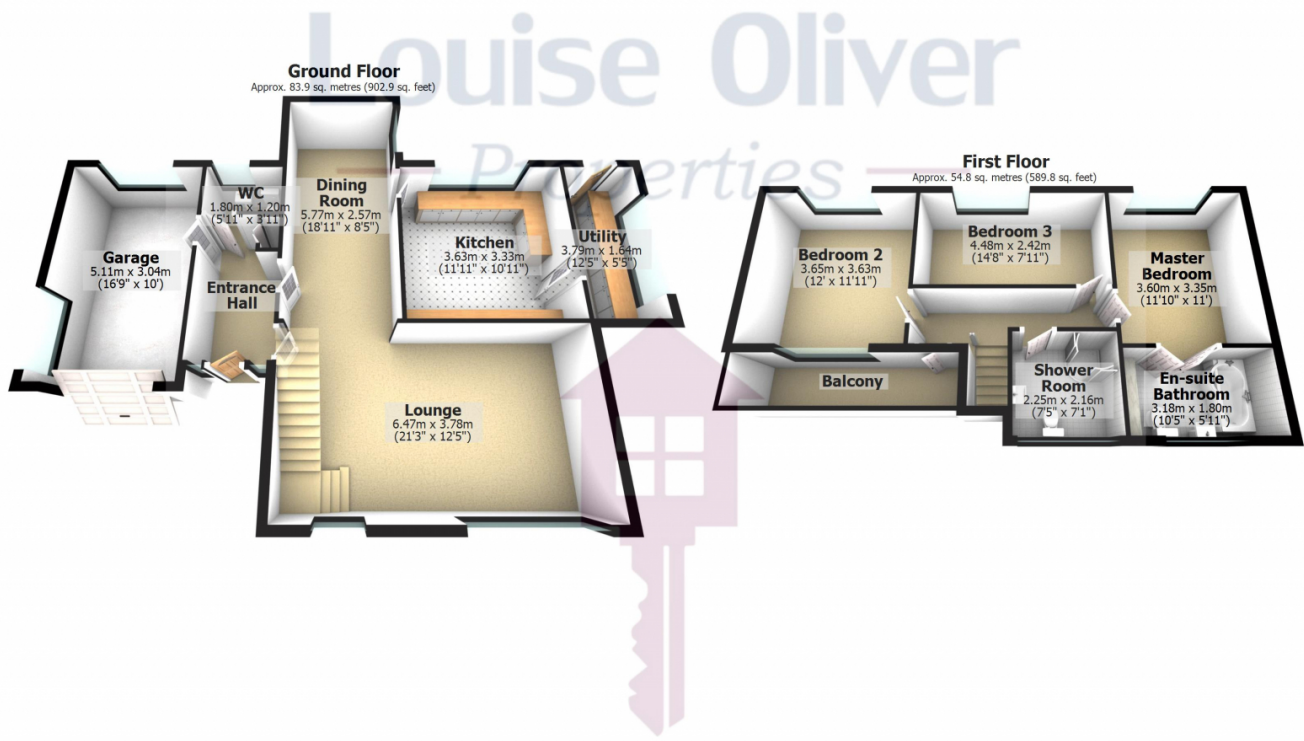 Louise Oliver
Properties
Ground Floor
Approx. 83.9 sq. metres (902.9 sq. feet)
Garage
5.11m x 3.04m
(16'9" x 10')
WC
1.80m x 1.20m
(5'11" x 3'11")
Entrance
Hall
Dining
Room
5.77m x 2.57m
(18'11" x 8'5")
Kitchen
3.63m x 3.33m
(11'11" x 10'11")
Utility
3.79m x 1.64m
(12'5" x 5'5")
Lounge
6.47m x 3.78m
(21'3" x 12'5")
First Floor
Approx. 54.8 sq. metres (589.8 sq. feet)
Bedroom 2
3.65m x 3.63m
(12' x 11'11")
Bedroom 3
4.48m x 2.42m
(14'8" x 7'11")
Master
Bedroom
3.60m x 3.35m
(11'10" x 11')
Balcony
Shower
Room
2.25m x 2.16m
(7'5" x 7'1")
En-suite
Bathroom
3.18m x 1.80m
(10'5" x 5'11")